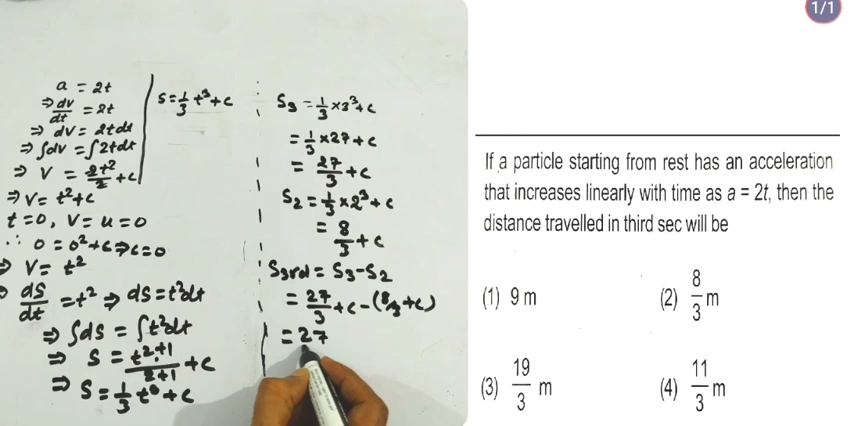 1/1
a = 2t
⇒ dv/dt = 2t
⇒ dv = 2tdt
⇒ ∫dv = ∫2tdt
⇒ v = 2t²/2 + c
⇒ v = t² + c
t = 0, v = u = 0
∴ 0 = 0² + c ⇒ c = 0
⇒ v = t²
⇒ ds/dt = t² ⇒ ds = t²dt
⇒ ∫ds = ∫t²dt
⇒ s = t²⁺¹/2+1 + c
⇒ s = 1/3 t³ + c
s = 1/3 t³ + c
S₃ = 1/3 × 3³ + c
= 1/3 × 27 + c
= 27/3 + c
S₂ = 1/3 × 2³ + c
= 8/3 + c
S3rd = S₃ - S₂
= 27/3 + c - (8/3 + c)
= 27
If a particle starting from rest has an acceleration
that increases linearly with time as a = 2t, then the
distance travelled in third sec will be
(1) 9 m (2) 8/3 m
(3) 19/3 m (4) 11/3 m